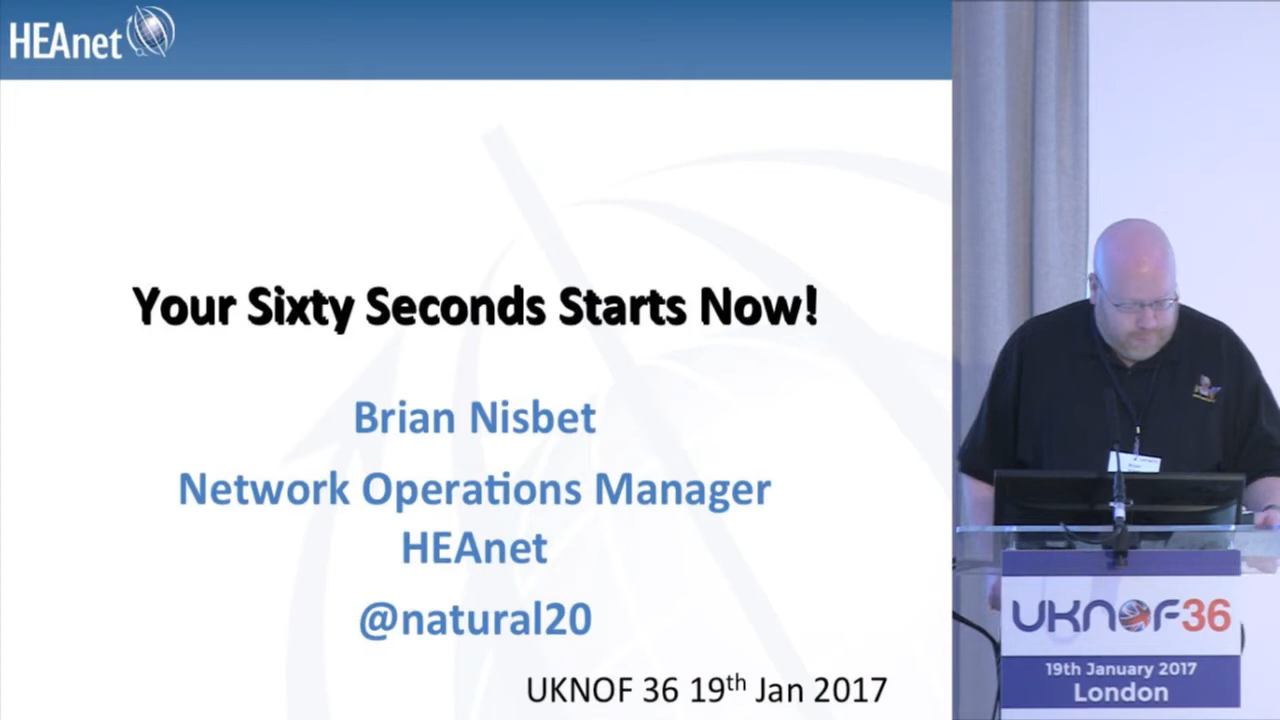 HEAnet
Your Sixty Seconds Starts Now!
Brian Nisbet
Network Operations Manager
HEAnet
@natural20
UKNOF 36 19th Jan 2017
UKNOF36
19th January 2017
London